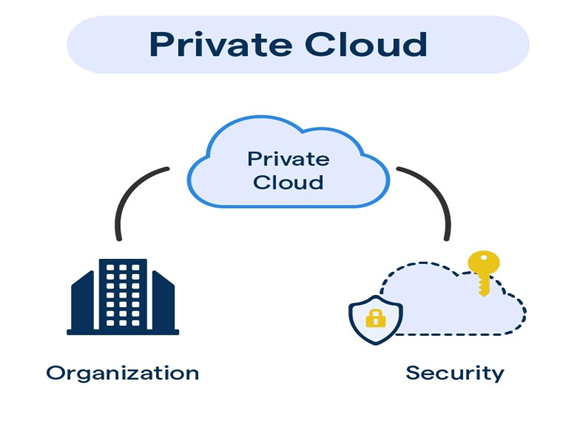 Private Cloud
Private
Cloud
Organization
Security